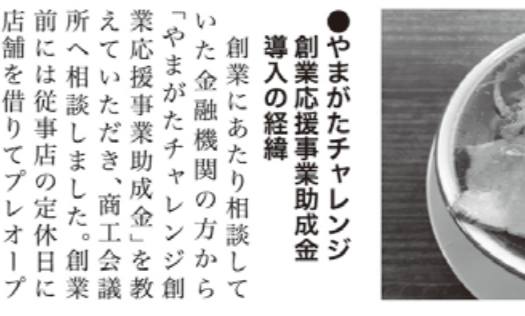 ●やまがたチャレンジ
創業応援事業助成金
導入の経緯
創業にあたり相談して
いた金融機関の方から
「やまがたチャレンジ創
業応援事業助成金」を教
えていただき、商工会議
所へ相談しました。創業
前には従事店の定休日に
店舗を借りてプレオープ